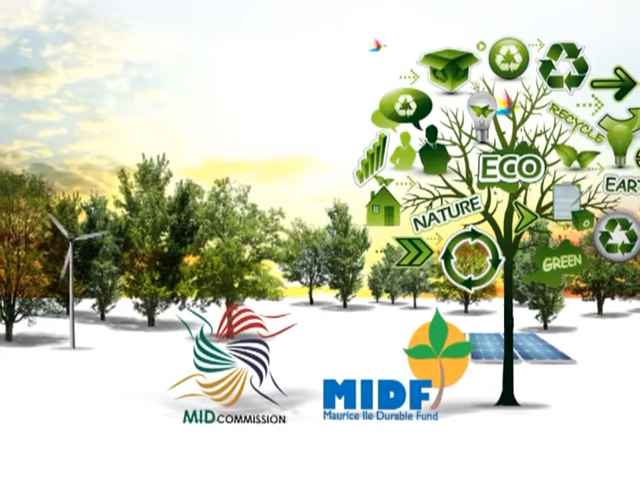 RECYCLE
ECO
EART
NATURE
GREEN
MIDCOMMISSION
MIDF
Maurice Ile Durable Fund